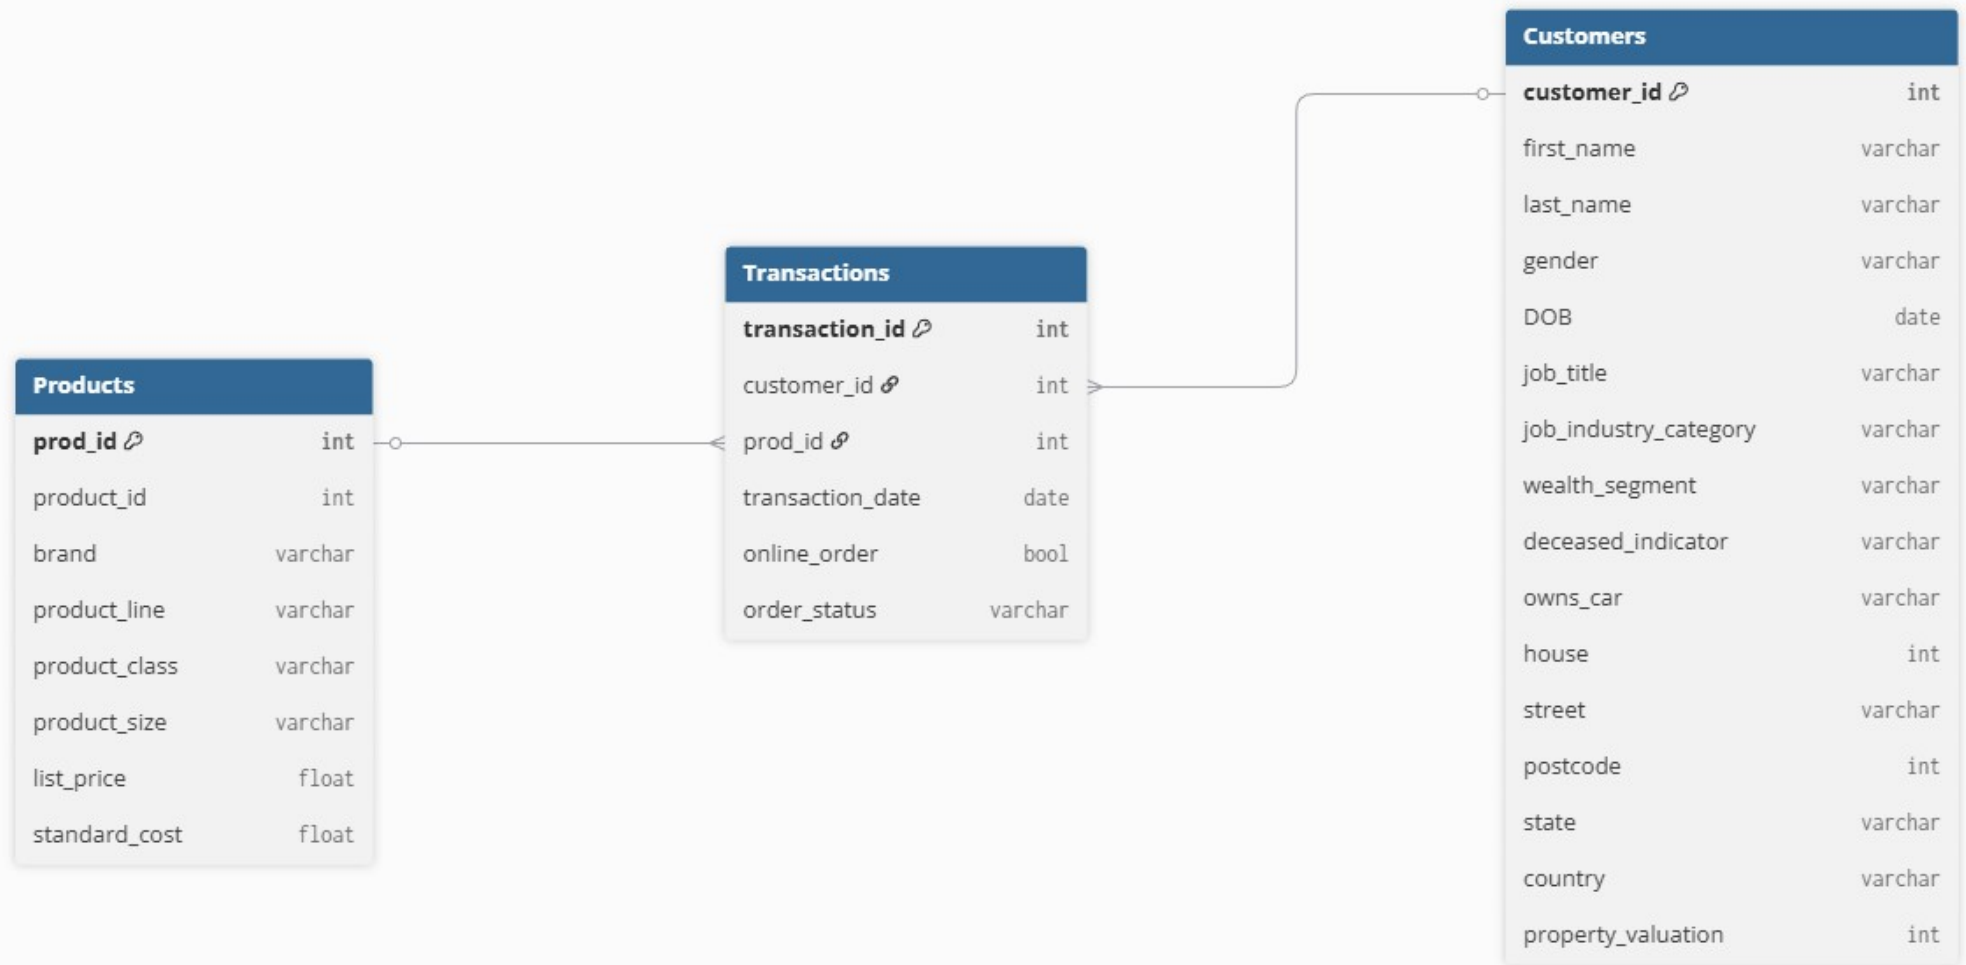 Products
prod_id int
product_id int
brand varchar
product_line varchar
product_class varchar
product_size varchar
list_price float
standard_cost float
Transactions
transaction_id int
customer_id int
prod_id int
transaction_date date
online_order bool
order_status varchar
Customers
customer_id int
first_name varchar
last_name varchar
gender varchar
DOB date
job_title varchar
job_industry_category varchar
wealth_segment varchar
deceased_indicator varchar
owns_car varchar
house int
street varchar
postcode int
state varchar
country varchar
property_valuation int